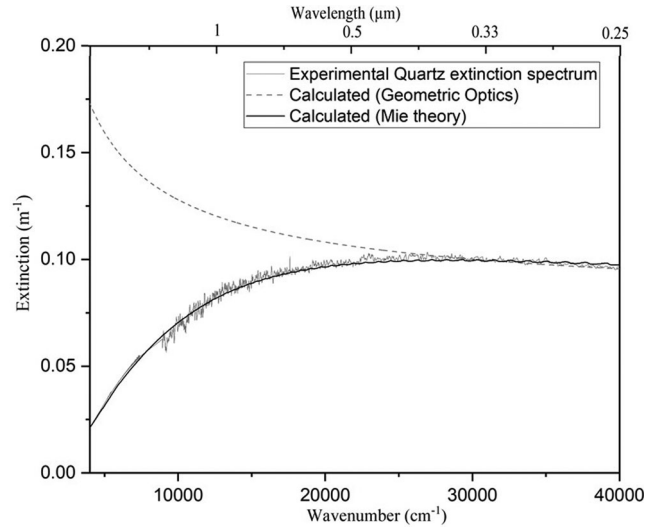 Wavelength (µm)
1 0.5 0.33 0.25
0.20
Experimental Quartz extinction spectrum
Calculated (Geometric Optics)
Calculated (Mie theory)
0.15
0.10
0.05
0.00
Extinction (m⁻¹)
10000 20000 30000 40000
Wavenumber (cm⁻¹)